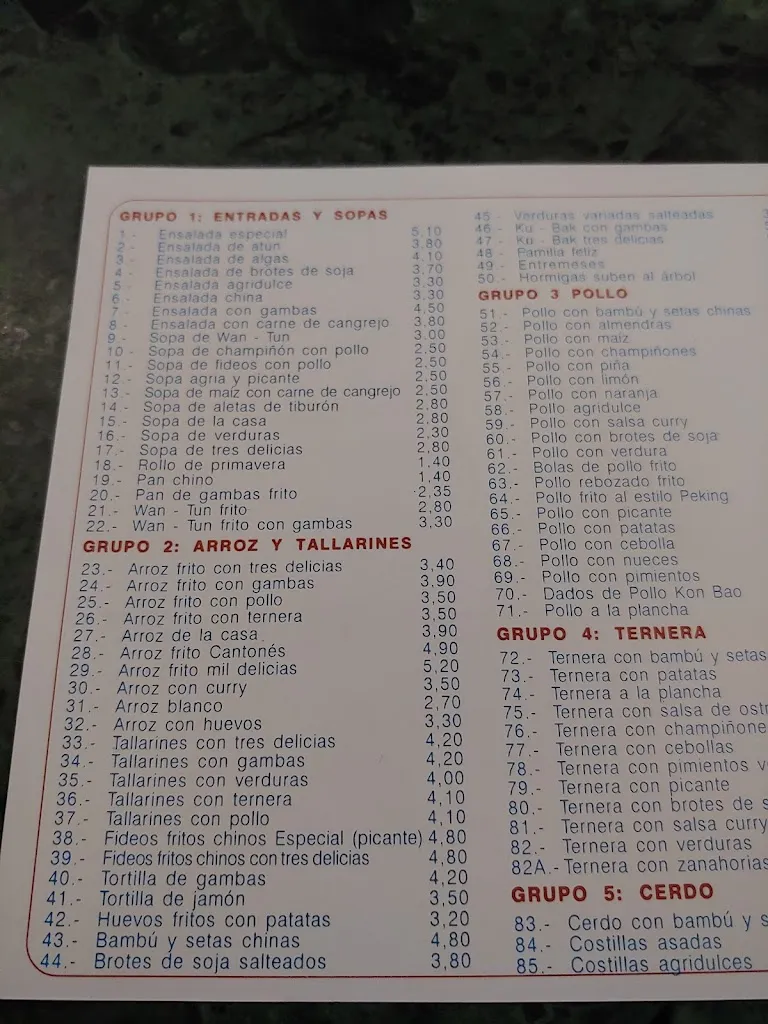 GRUPO 1: ENTRADAS Y SOPAS
1.- Ensalada especial 5,10
2.- Ensalada de atún 3,80
3.- Ensalada de algas 4,10
4.- Ensalada de brotes de soja 3,70
5.- Ensalada agridulce 3,30
6.- Ensalada china 3,30
7.- Ensalada con gambas 4,50
8.- Ensalada con carne de cangrejo 3,80
9.- Sopa de Wan - Tun 3,00
10.- Sopa de champiñón con pollo 2,50
11.- Sopa de fideos con pollo 2,50
12.- Sopa agria y picante 2,50
13.- Sopa de maíz con carne de cangrejo 2,50
14.- Sopa de aletas de tiburón 2,80
15.- Sopa de la casa 2,80
16.- Sopa de verduras 2,30
17.- Sopa de tres delicias 2,80
18.- Rollo de primavera 1,40
19.- Pan chino 1,40
20.- Pan de gambas frito 2,35
21.- Wan - Tun frito 2,80
22.- Wan - Tun frito con gambas 3,30
GRUPO 2: ARROZ Y TALLARINES
23.- Arroz frito con tres delicias 3,40
24.- Arroz frito con gambas 3,90
25.- Arroz frito con pollo 3,50
26.- Arroz frito con ternera 3,50
27.- Arroz de la casa 3,90
28.- Arroz frito Cantonés 4,90
29.- Arroz frito mil delicias 5,20
30.- Arroz con curry 3,50
31.- Arroz blanco 2,70
32.- Arroz con huevos 3,30
33.- Tallarines con tres delicias 4,20
34.- Tallarines con gambas 4,20
35.- Tallarines con verduras 4,00
36.- Tallarines con ternera 4,10
37.- Tallarines con pollo 4,10
38.- Fideos fritos chinos Especial (picante) 4,80
39.- Fideos fritos chinos con tres delicias 4,80
40.- Tortilla de gambas 4,20
41.- Tortilla de jamón 3,50
42.- Huevos fritos con patatas 3,20
43.- Bambú y setas chinas 4,80
44.- Brotes de soja salteados 3,80
45.- Verduras variadas salteadas
46.- Ku - Bak con gambas
47.- Ku - Bak tres delicias
48.- Familia feliz
49.- Entremeses
50.- Hormigas suben al árbol
GRUPO 3 POLLO
51.- Pollo con bambú y setas chinas
52.- Pollo con almendras
53.- Pollo con maíz
54.- Pollo con champiñones
55.- Pollo con piña
56.- Pollo con limón
57.- Pollo con naranja
58.- Pollo agridulce
59.- Pollo con salsa curry
60.- Pollo con brotes de soja
61.- Pollo con verdura
62.- Bolas de pollo frito
63.- Pollo rebozado frito
64.- Pollo frito al estilo Peking
65.- Pollo con picante
66.- Pollo con patatas
67.- Pollo con cebolla
68.- Pollo con nueces
69.- Pollo con pimientos
70.- Dados de Pollo Kon Bao
71.- Pollo a la plancha
GRUPO 4: TERNERA
72.- Ternera con bambú y setas
73.- Ternera con patatas
74.- Ternera a la plancha
75.- Ternera con salsa de ostr
76.- Ternera con champiñone
77.- Ternera con cebollas
78.- Ternera con pimientos v
79.- Ternera con picante
80.- Ternera con brotes de s
81.- Ternera con salsa curry
82.- Ternera con verduras
82A.- Ternera con zanahorias
GRUPO 5: CERDO
83.- Cerdo con bambú y s
84.- Costillas asadas
85.- Costillas agridulces